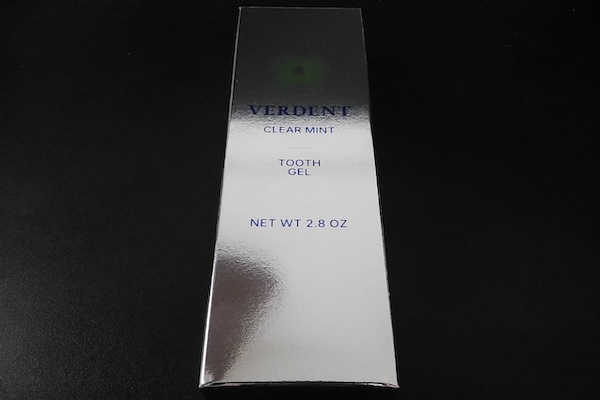 VERDENT
CLEAR MINT
TOOTH
GEL
NET WT 2.8 OZ